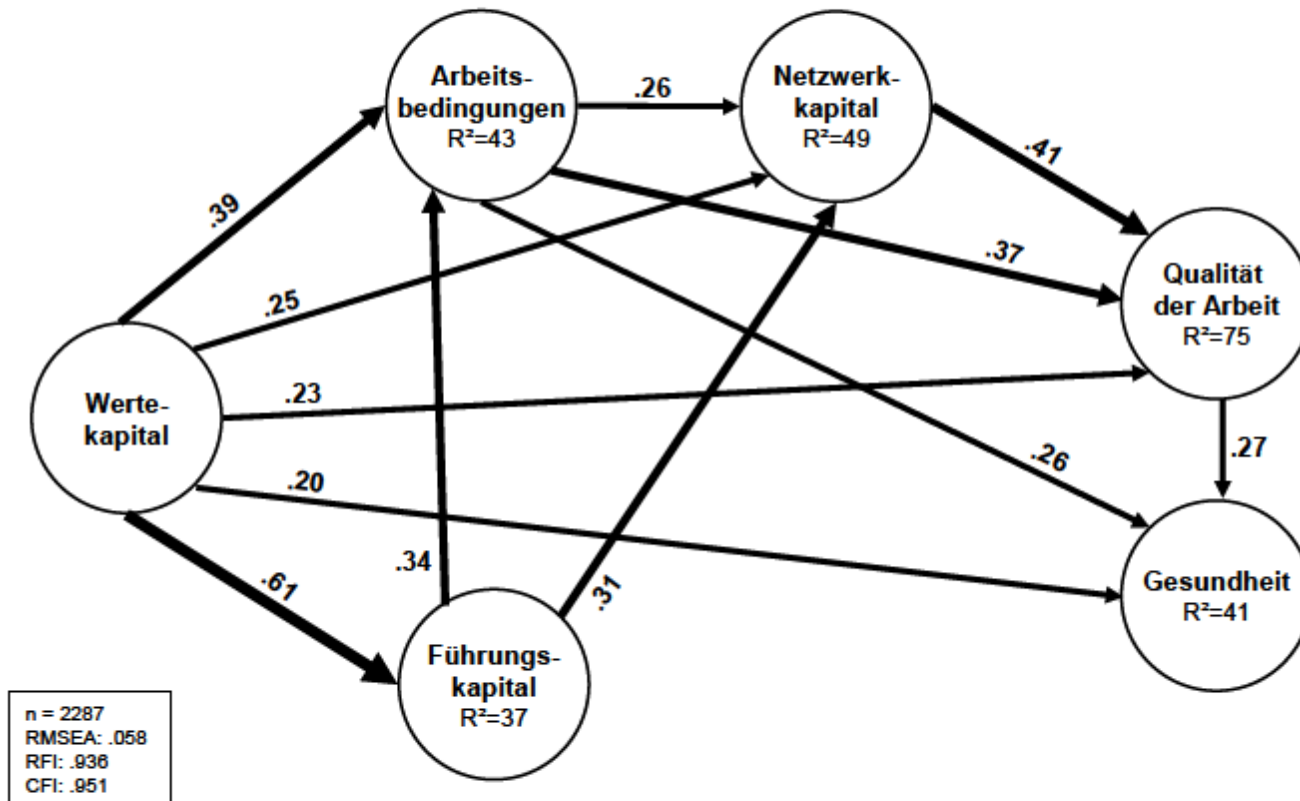 Arbeits-
bedingungen
R²=43
.26
Netzwerk-
kapital
R²=49
.41
.39
.37
Qualität
der Arbeit
R²=75
.25
Werte-
kapital
.23
.26
.27
.20
.34
.31
.61
Gesundheit
R²=41
Führungs-
kapital
R²=37
n = 2287
RMSEA: .058
RFI: .936
CFI: .951